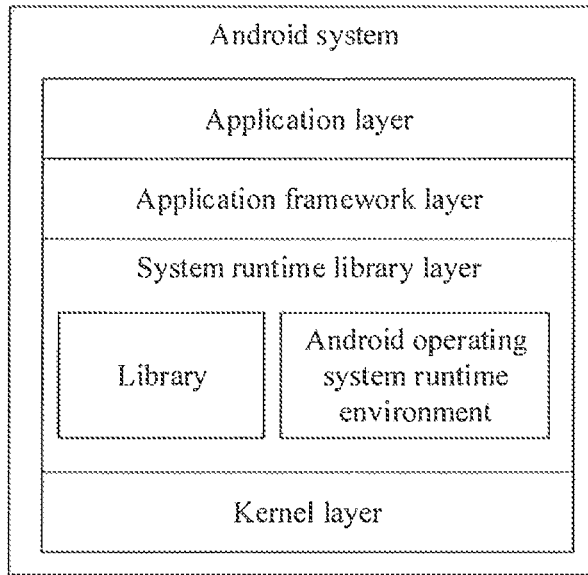 Android system
Application layer
Application framework layer
System runtime library layer
Library
Android operating
system runtime
environment
Kernel layer